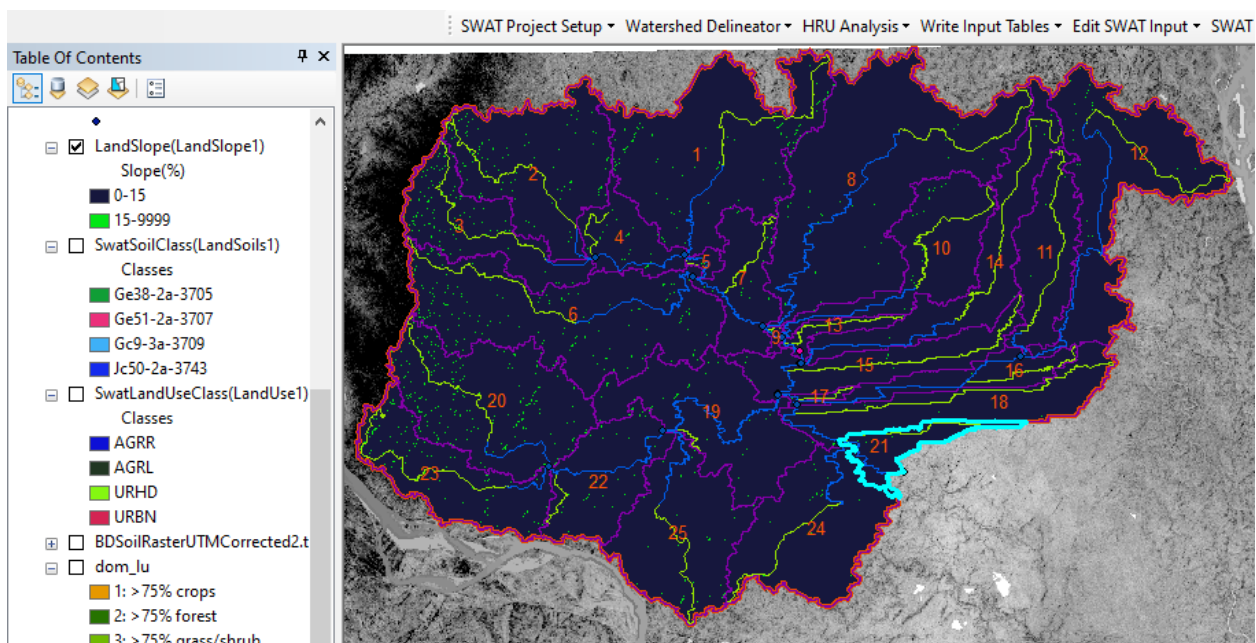 SWAT Project Setup Watershed Delineator HRU Analysis Write Input Tables Edit SWAT Input SWAT
Table Of Contents
LandSlope(LandSlope1)
Slope(%)
0-15
15-9999
SwatSoilClass(LandSoils1)
Classes
Ge38-2a-3705
Ge51-2a-3707
Gc9-3a-3709
Jc50-2a-3743
SwatLandUseClass(LandUse1)
Classes
AGRR
AGRL
URHD
URBN
BDSoilRasterUTMCorrected2.t
dom_lu
1: >75% crops
2: >75% forest
3: >75% grass/shrub
1
12
2
8
3
4
10
11
14
5
7
6
13
9
15
16
17
20
19
18
21
23
22
25
24